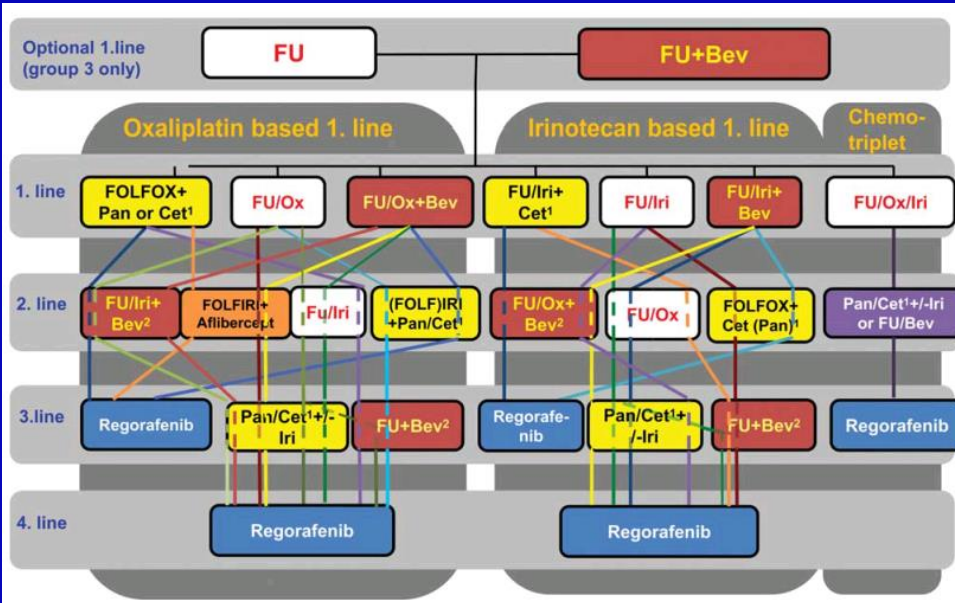 Optional 1.line
(group 3 only)
FU
FU+Bev
Oxaliplatin based 1. line
Irinotecan based 1. line
Chemo-
triplet
1. line
FOLFOX+
Pan or Cet¹
FU/Ox
FU/Ox+Bev
FU/Iri+
Cet¹
FU/Iri
FU/Iri+
Bev
FU/Ox/Iri
2. line
FU/Iri+
Bev²
FOLFIRI+
Aflibercept
Fu/Iri
(FOLF)IRI
+Pan/Cet¹
FU/Ox+
Bev²
FU/Ox
FOLFOX+
Cet (Pan)¹
Pan/Cet¹+/-Iri
or FU/Bev
3.line
Regorafenib
Pan/Cet¹+/-
Iri
FU+Bev²
Regorafe-
nib
Pan/Cet¹+
/-Iri
FU+Bev²
Regorafenib
4. line
Regorafenib
Regorafenib